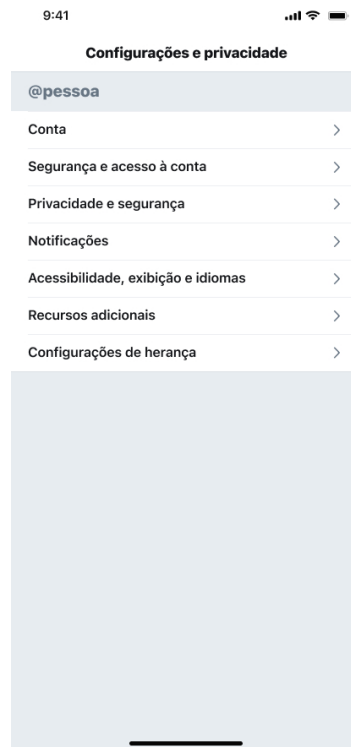 9:41
Configurações e privacidade
@pessoa
Conta
Segurança e acesso à conta
Privacidade e segurança
Notificações
Acessibilidade, exibição e idiomas
Recursos adicionais
Configurações de herança